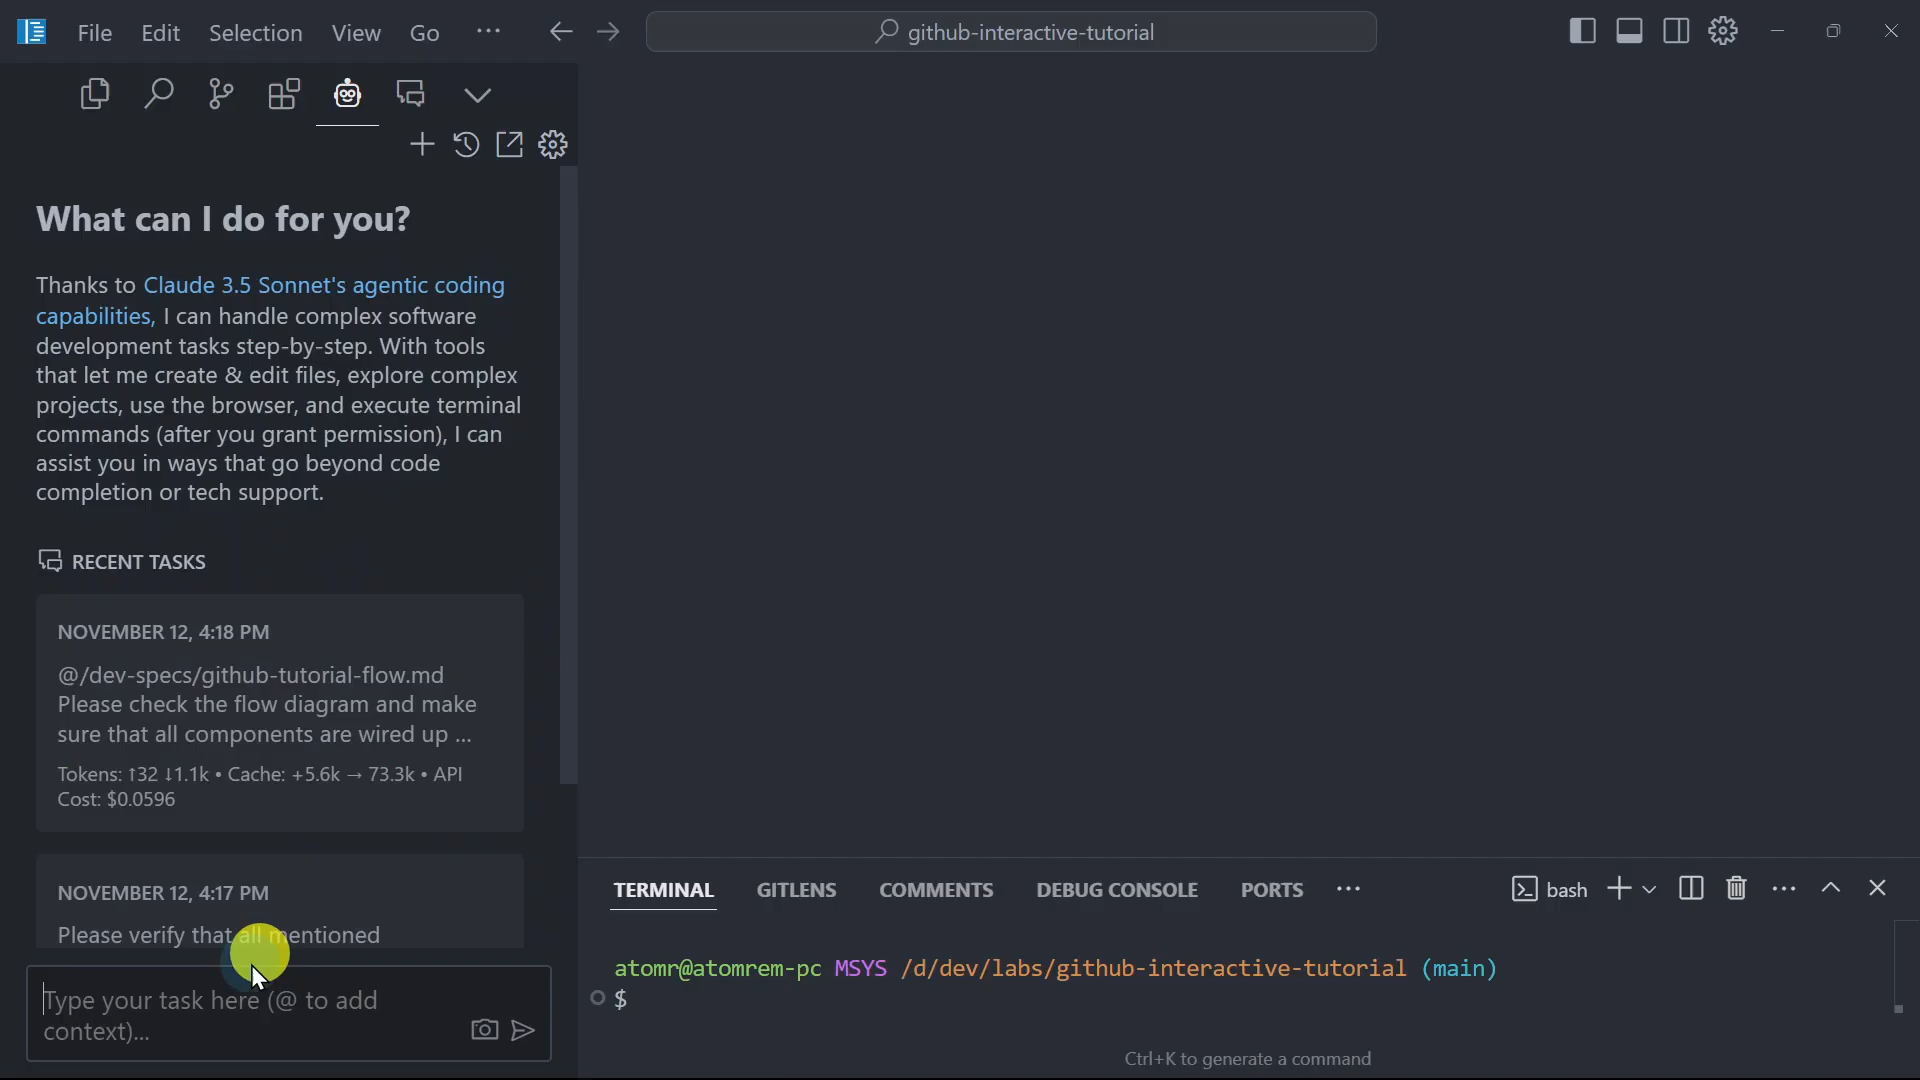 File Edit Selection View Go ...
github-interactive-tutorial
What can I do for you?
Thanks to Claude 3.5 Sonnet's agentic coding
capabilities, I can handle complex software
development tasks step-by-step. With tools
that let me create & edit files, explore complex
projects, use the browser, and execute terminal
commands (after you grant permission), I can
assist you in ways that go beyond code
completion or tech support.
RECENT TASKS
NOVEMBER 12, 4:18 PM
@/dev-specs/github-tutorial-flow.md
Please check the flow diagram and make
sure that all components are wired up ...
Tokens: ↑32 ↓1.1k • Cache: +5.6k → 73.3k • API
Cost: $0.0596
NOVEMBER 12, 4:17 PM
Please verify that all mentioned
Type your task here (@ to add
context)...
TERMINAL GITLENS COMMENTS DEBUG CONSOLE PORTS ... bash
atomr@atomrem-pc MSYS /d/dev/labs/github-interactive-tutorial (main)
$
Ctrl+K to generate a command